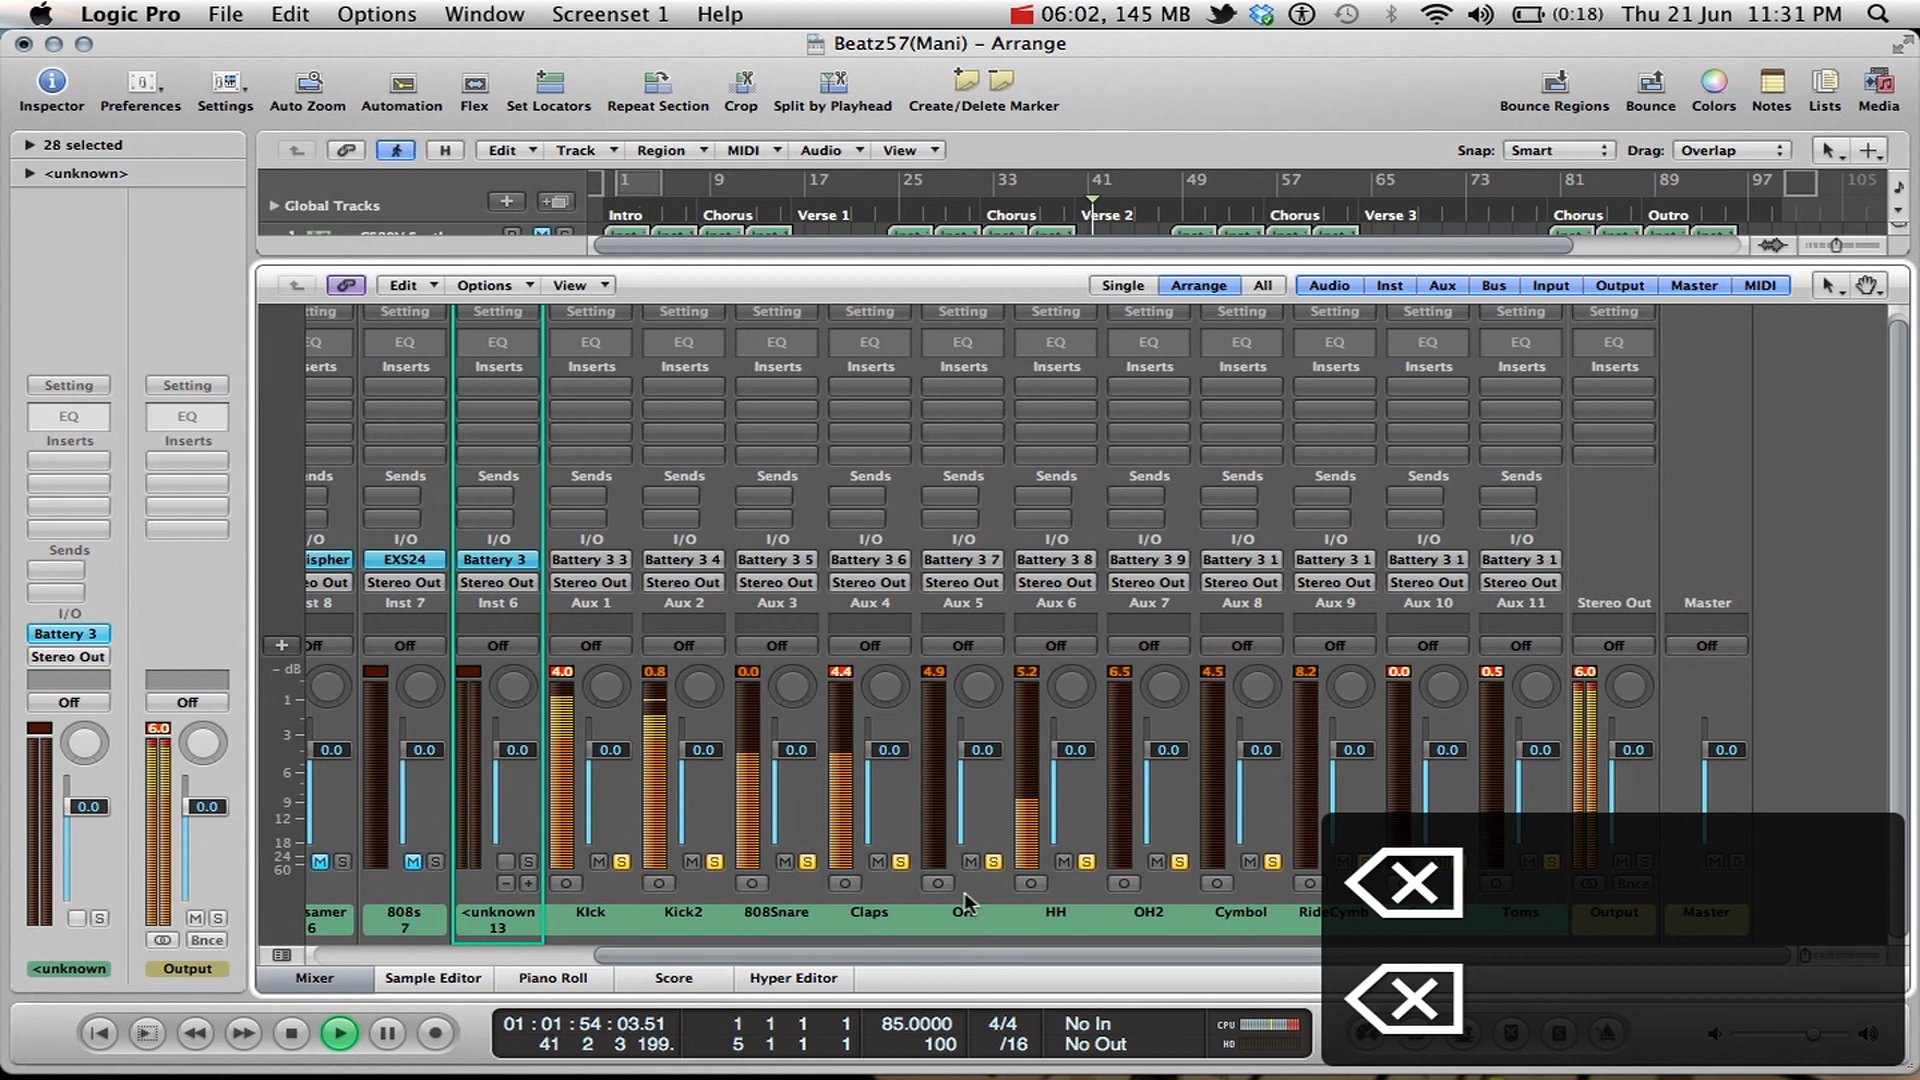 Logic Pro File Edit Options Window Screenset 1 Help 06:02, 145 MB (0:18) Thu 21 Jun 11:31 PM
Beatz57(Mani) – Arrange
Inspector Preferences Settings Auto Zoom Automation Flex Set Locators Repeat Section Crop Split by Playhead Create/Delete Marker Bounce Regions Bounce Colors Notes Lists Media
28 selected
<unknown>
H Edit Track Region MIDI Audio View Snap: Smart Drag: Overlap
1 9 17 25 33 41 49 57 65 73 81 89 97 105
Global Tracks
Intro Chorus Verse 1 Chorus Verse 2 Chorus Verse 3 Chorus Outro
Edit Options View Single Arrange All Audio Inst Aux Bus Input Output Master MIDI
tting Setting Setting Setting Setting Setting Setting Setting Setting Setting Setting Setting Setting Setting Setting
EQ EQ EQ EQ EQ EQ EQ EQ EQ EQ EQ EQ EQ EQ EQ
serts Inserts Inserts Inserts Inserts Inserts Inserts Inserts Inserts Inserts Inserts Inserts Inserts Inserts Inserts
Setting Setting
EQ EQ
Inserts Inserts
ends Sends Sends Sends Sends Sends Sends Sends Sends Sends Sends Sends Sends Sends
/O I/O I/O I/O I/O I/O I/O I/O I/O I/O I/O I/O I/O I/O
ispher EXS24 Battery 3 Battery 3 3 Battery 3 4 Battery 3 5 Battery 3 6 Battery 3 7 Battery 3 8 Battery 3 9 Battery 3 1 Battery 3 1 Battery 3 1 Battery 3 1
eo Out Stereo Out Stereo Out Stereo Out Stereo Out Stereo Out Stereo Out Stereo Out Stereo Out Stereo Out Stereo Out Stereo Out Stereo Out Stereo Out
st 8 Inst 7 Inst 6 Aux 1 Aux 2 Aux 3 Aux 4 Aux 5 Aux 6 Aux 7 Aux 8 Aux 9 Aux 10 Aux 11 Stereo Out Master
Sends
I/O
Battery 3
Stereo Out
Off Off
Off Off Off Off Off Off Off Off Off Off Off Off Off Off Off Off
dB 4.0 0.8 0.0 4.4 4.9 5.2 6.5 4.5 8.2 0.0 0.5 6.0
1
3
6
9
12
18
24
60
0.0 0.0 0.0 0.0 0.0 0.0 0.0 0.0 0.0 0.0 0.0 0.0 0.0 0.0 0.0 0.0
6.0
0.0 0.0
M S M S S M S M S M S M S M S M S M S M S
S M S
Bnce Bnce
samer 808s <unknown KIck Kick2 808Snare Claps HH OH2 Cymbol RideCymb Toms Output Master
6 7 13
<unknown Output
Mixer Sample Editor Piano Roll Score Hyper Editor
01:01:54:03.51 1 1 1 1 85.0000 4/4 No In CPU
41 2 3 199. 5 1 1 1 100 /16 No Out HD